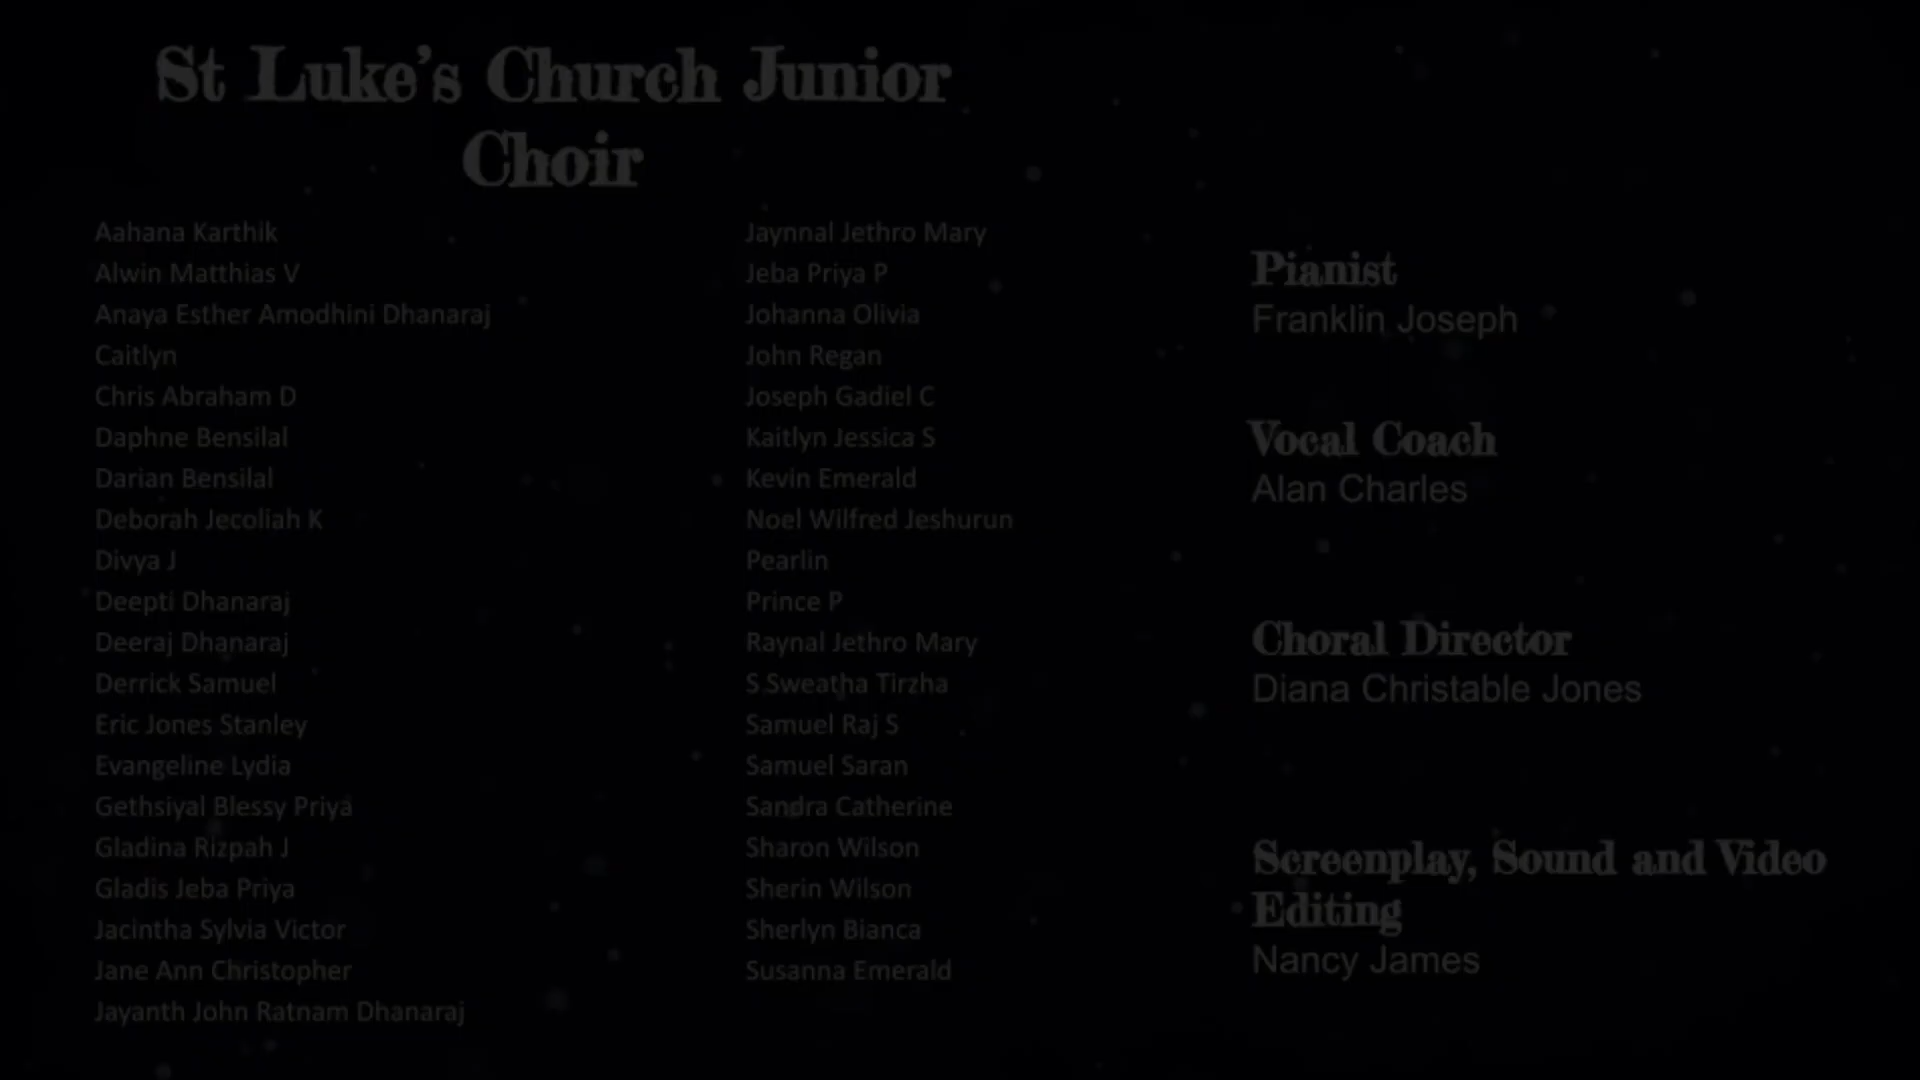 St Luke's Church Junior
Choir
Aahana Karthik
Alwin Matthias V
Anaya Esther Amodhini Dhanaraj
Caitlyn
Chris Abraham D
Daphne Bensilal
Darian Bensilal
Deborah Jecoliah K
Divya J
Deepti Dhanaraj
Deeraj Dhanaraj
Derrick Samuel
Eric Jones Stanley
Evangeline Lydia
Gethsiyal Blessy Priya
Gladina Rizpah J
Gladis Jeba Priya
Jacintha Sylvia Victor
Jane Ann Christopher
Jayanth John Ratnam Dhanaraj
Jaynnal Jethro Mary
Jeba Priya P
Johanna Olivia
John Regan
Joseph Gadiel C
Kaitlyn Jessica S
Kevin Emerald
Noel Wilfred Jeshurun
Pearlin
Prince P
Raynal Jethro Mary
S Sweatha Tirzha
Samuel Raj S
Samuel Saran
Sandra Catherine
Sharon Wilson
Sherin Wilson
Sherlyn Bianca
Susanna Emerald
Pianist
Franklin Joseph
Vocal Coach
Alan Charles
Choral Director
Diana Christable Jones
Screenplay, Sound and Video
Editing
Nancy James